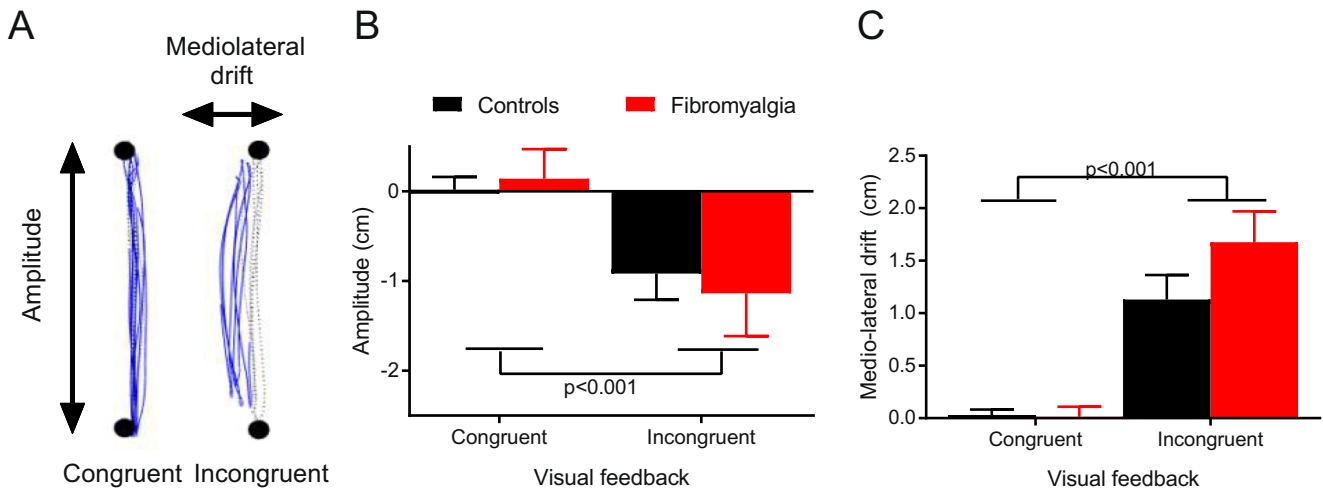 A
Mediolateral
drift
Amplitude
Congruent Incongruent
B
Controls Fibromyalgia
Amplitude (cm)
0
-1
-2
p<0.001
Congruent Incongruent
Visual feedback
C
Medio-lateral drift (cm)
2.5
2.0
1.5
1.0
0.5
0.0
p<0.001
Congruent Incongruent
Visual feedback